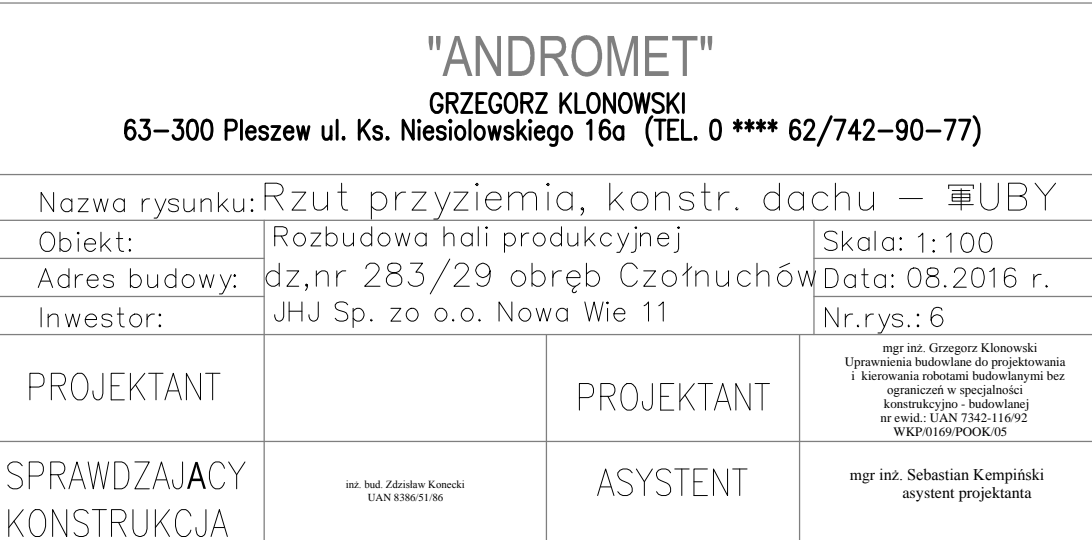 "ANDROMET"
GRZEGORZ KLONOWSKI
63-300 Pleszew ul. Ks. Niesiolowskiego 16a (TEL. 0 **** 62/742-90-77)
Nazwa rysunku: Rzut przyziemia, konstr. dachu - 軍UBY
Obiekt: Rozbudowa hali produkcyjnej Skala: 1:100
Adres budowy: dz,nr 283/29 obręb Czołnuchów Data: 08.2016 r.
Inwestor: JHJ Sp. zo o.o. Nowa Wie 11 Nr.rys.: 6
PROJEKTANT
PROJEKTANT
mgr inż. Grzegorz Klonowski
Uprawnienia budowlane do projektowania
i kierowania robotami budowlanymi bez
ograniczeń w specjalności
konstrukcyjno - budowlanej
nr ewid.: UAN 7342-116/92
WKP/0169/POOK/05
SPRAWDZAJACY
KONSTRUKCJA
inż. bud. Zdzisław Konecki
UAN 8386/51/86
ASYSTENT
mgr inż. Sebastian Kempiński
asystent projektanta